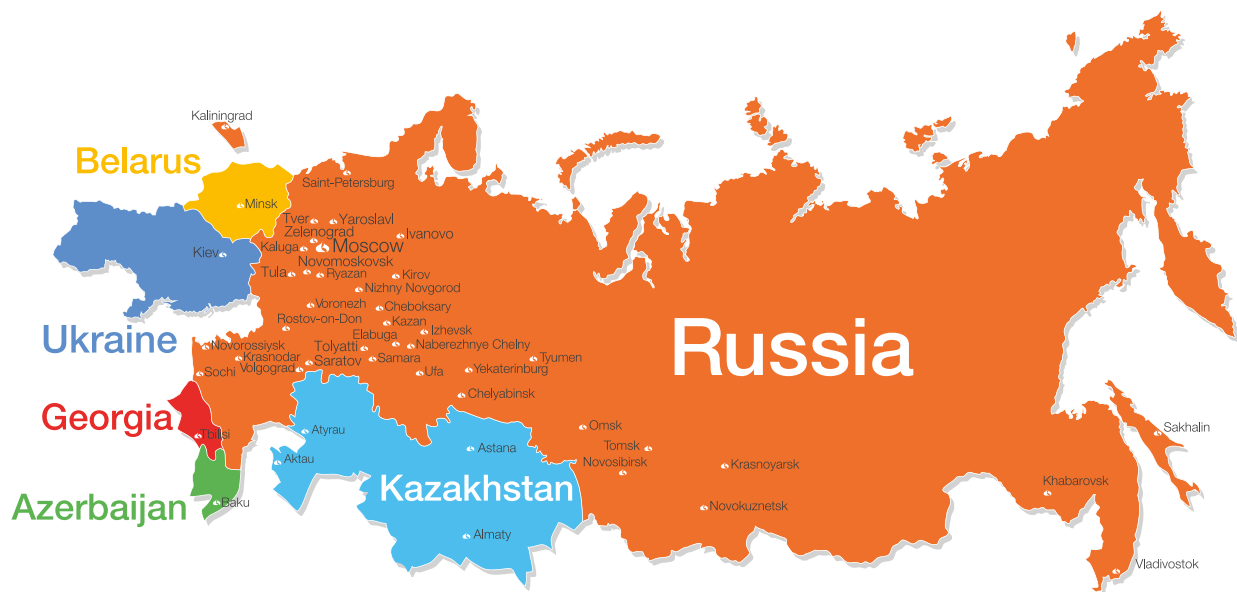 Kaliningrad
Belarus
Saint-Petersburg
Minsk
Tver
Yaroslavl
Zelenograd
Ivanovo
Kaluga
Moscow
Kiev
Novomoskovsk
Tula
Ryazan
Kirov
Nizhny Novgorod
Voronezh
Cheboksary
Rostov-on-Don
Kazan
Ukraine
Elabuga
Izhevsk
Russia
Novorossiysk
Tolyatti
Naberezhnye Chelny
Krasnodar
Saratov
Samara
Tyumen
Sochi
Volgograd
Ufa
Yekaterinburg
Chelyabinsk
Georgia
Tbilisi
Atyrau
Omsk
Sakhalin
Astana
Tomsk
Aktau
Novosibirsk
Krasnoyarsk
Kazakhstan
Khabarovsk
Azerbaijan
Baku
Novokuznetsk
Almaty
Vladivostok